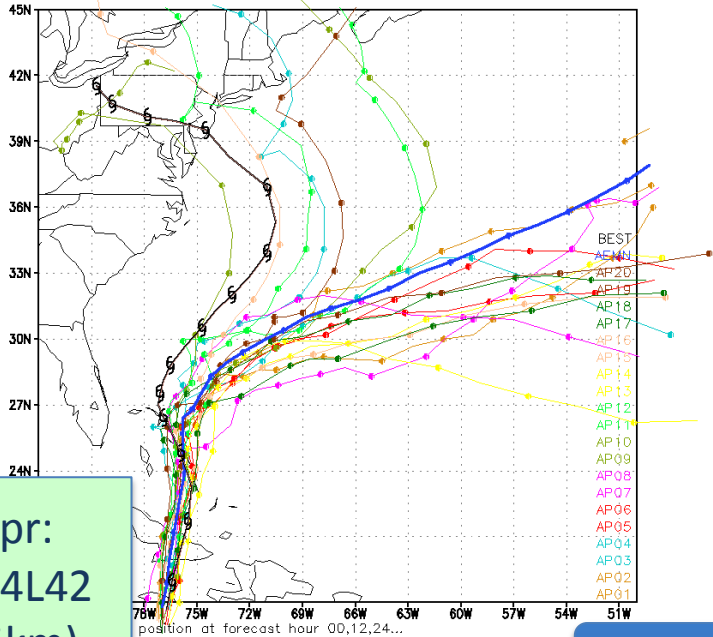 45N
42N
39N
36N
33N
30N
27N
24N
BEST
AEMN
AP20
AP19
AP18
AP17
AP16
AP15
AP14
AP13
AP12
AP11
AP10
AP09
AP08
AP07
AP06
AP05
AP04
AP03
AP02
AP01
pr:
4L42
78W 75W 72W 69W 66W 63W 60W 57W 54W 51W
position at forecast hour 00,12,24...